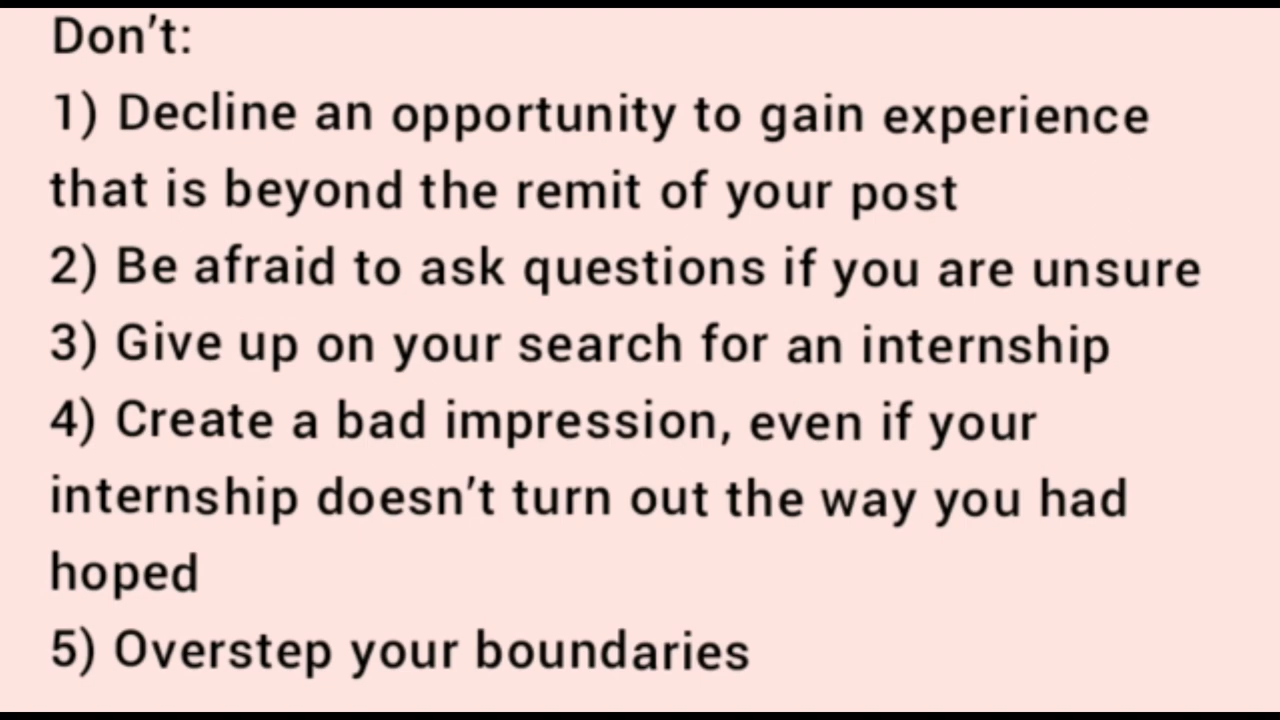 Don't:
1) Decline an opportunity to gain experience
that is beyond the remit of your post
2) Be afraid to ask questions if you are unsure
3) Give up on your search for an internship
4) Create a bad impression, even if your
internship doesn't turn out the way you had
hoped
5) Overstep your boundaries